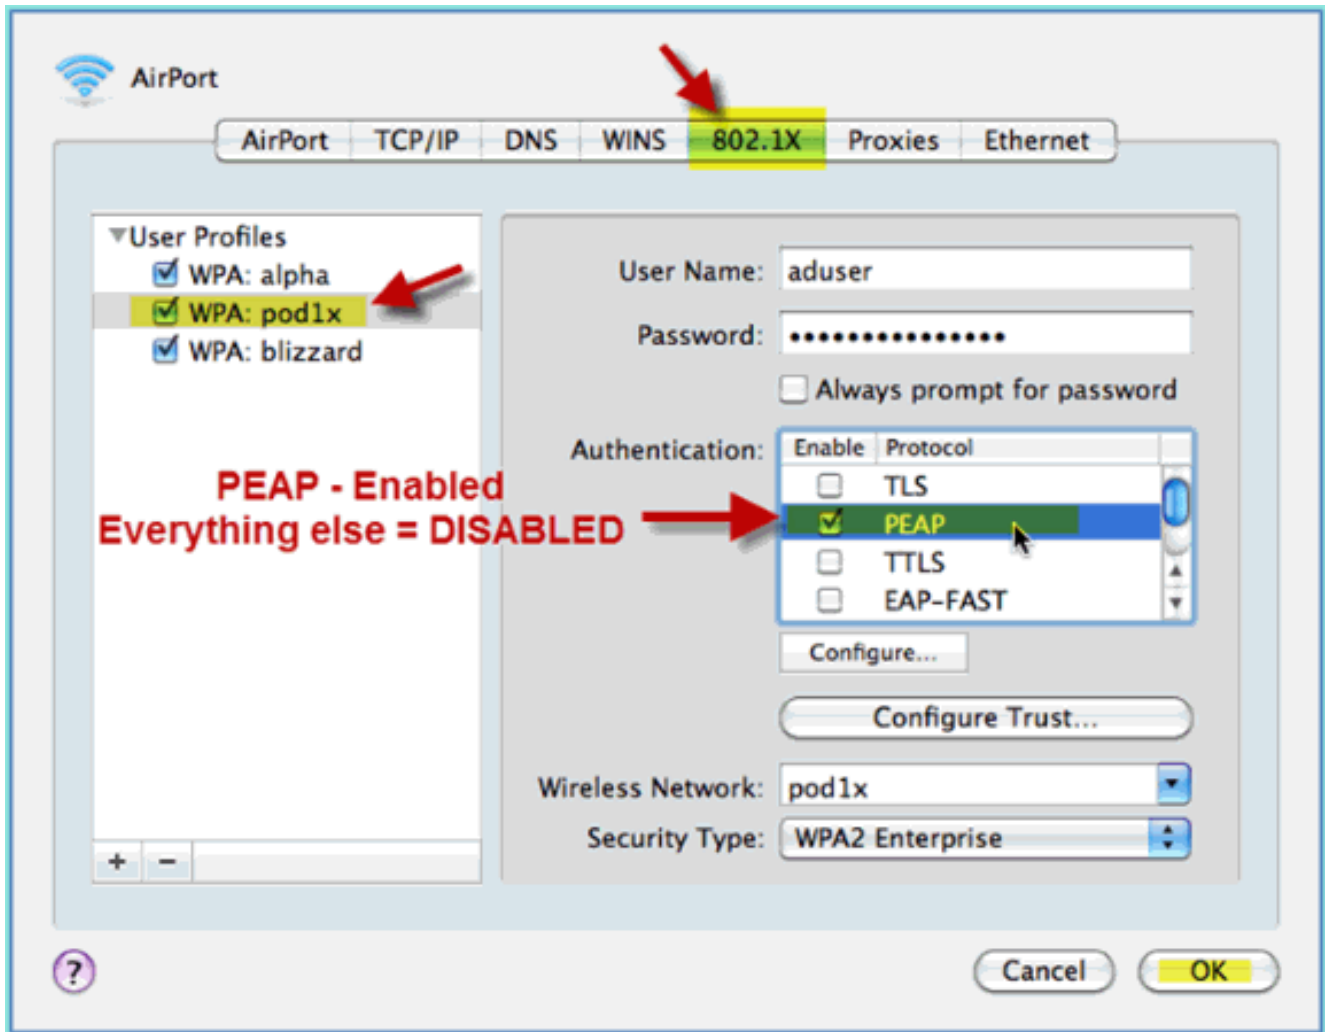 AirPort
AirPort TCP/IP DNS WINS 802.1X Proxies Ethernet
User Profiles
WPA: alpha
WPA: pod1x
WPA: blizzard
User Name: aduser
Password: •••••••••••••••
Always prompt for password
Authentication: Enable Protocol
TLS
PEAP
TTLS
EAP-FAST
PEAP - Enabled
Everything else = DISABLED
Configure...
Configure Trust...
Wireless Network: pod1x
Security Type: WPA2 Enterprise
+ −
? Cancel OK